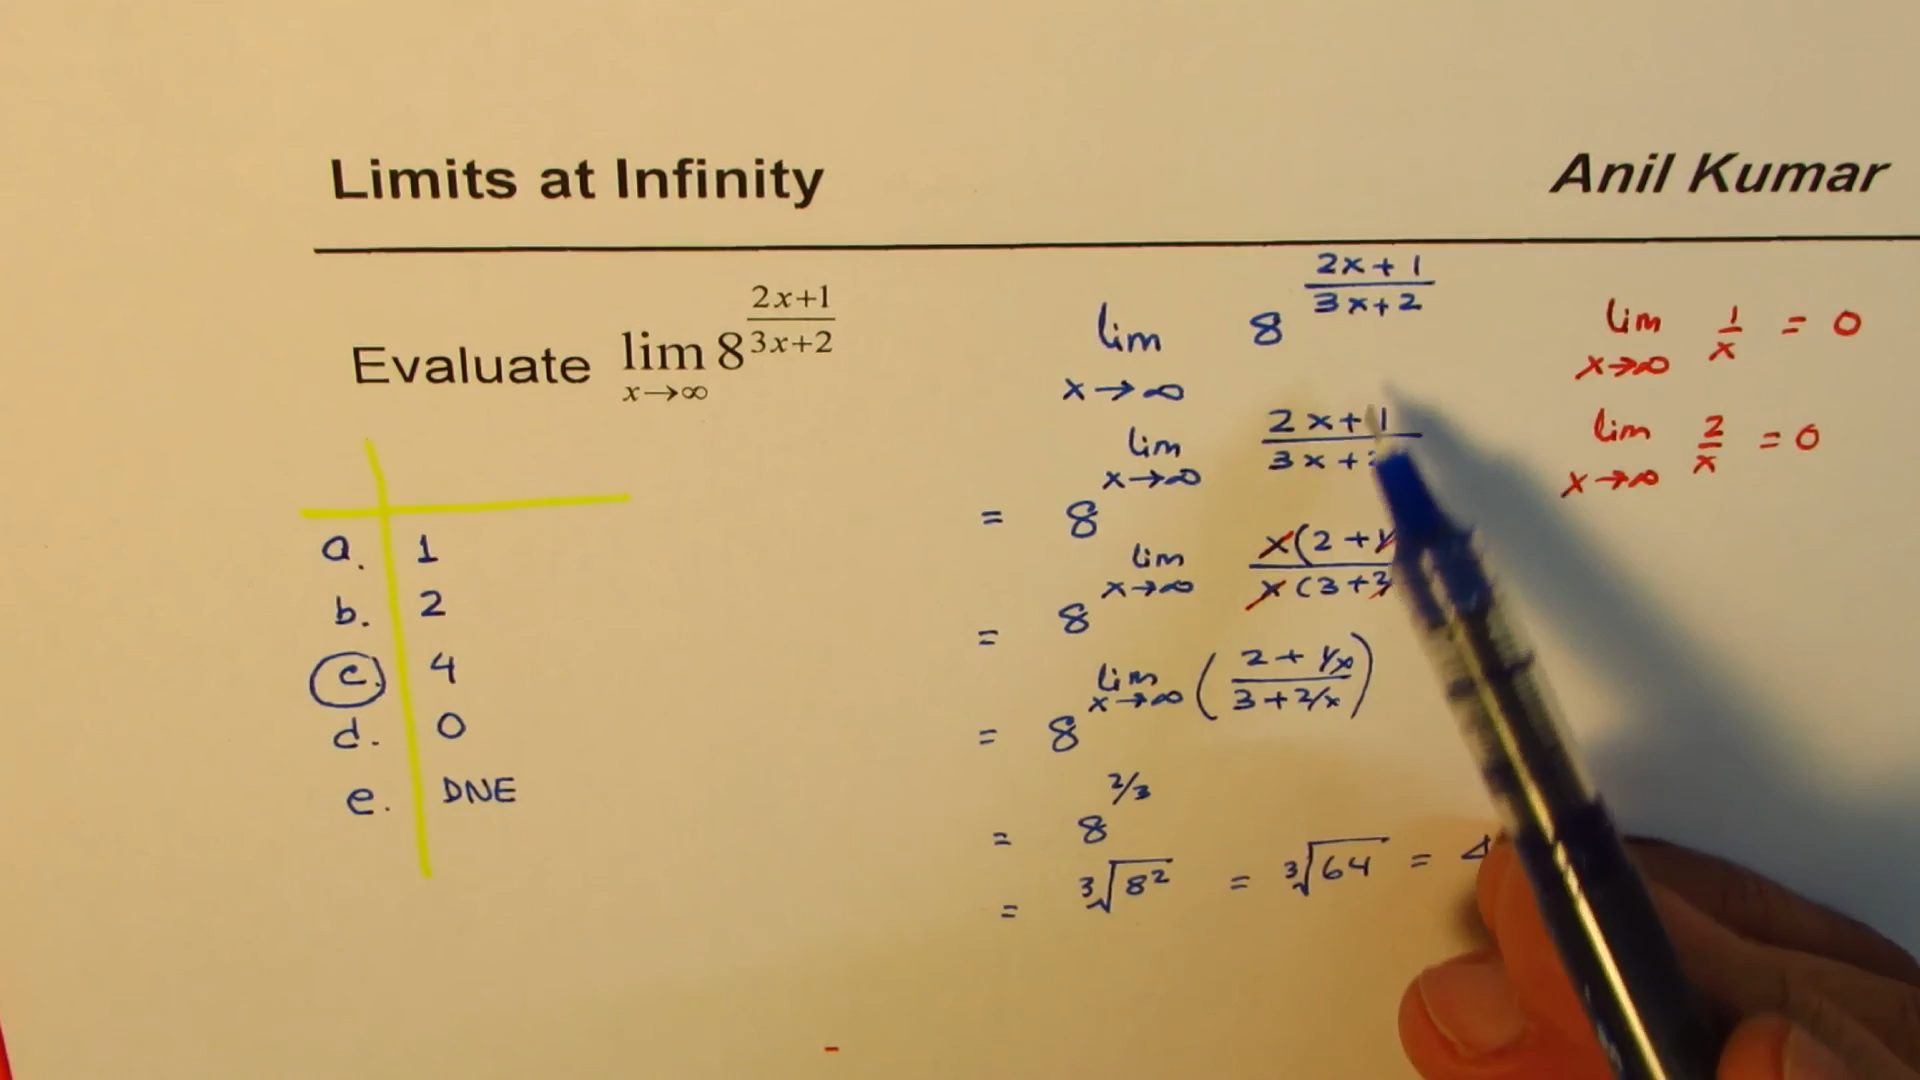 Limits at Infinity
Anil Kumar
Evaluate lim x→∞ 8^((2x+1)/(3x+2))
a. 1
b. 2
c. 4
d. 0
e. DNE
lim x→∞ 8^((2x+1)/(3x+2))
= 8^(lim x→∞ (2x+1)/(3x+
= 8^(lim x→∞ x(2+ / x(3+
= 8^(lim x→∞ ((2+1/x)/(3+2/x))
= 8^(2/3)
= ∛8² = ∛64 = 4
lim x→∞ 1/x = 0
lim x→∞ 2/x = 0